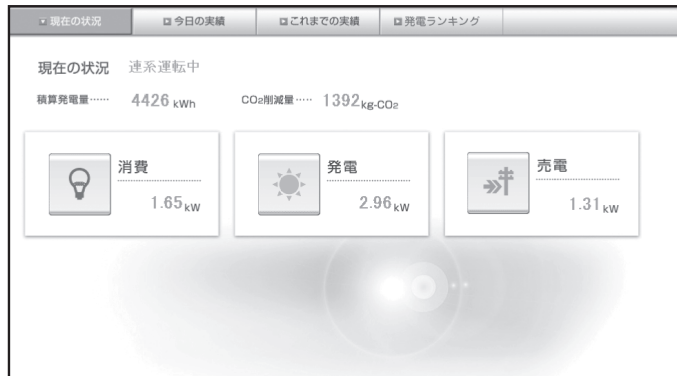 現在の状況 今日の実績 これまでの実績 発電ランキング
現在の状況 連系運転中
積算発電量…… 4426 kWh CO2削減量…… 1392 kg-CO2
消費
1.65 kW
発電
2.96 kW
売電
1.31 kW